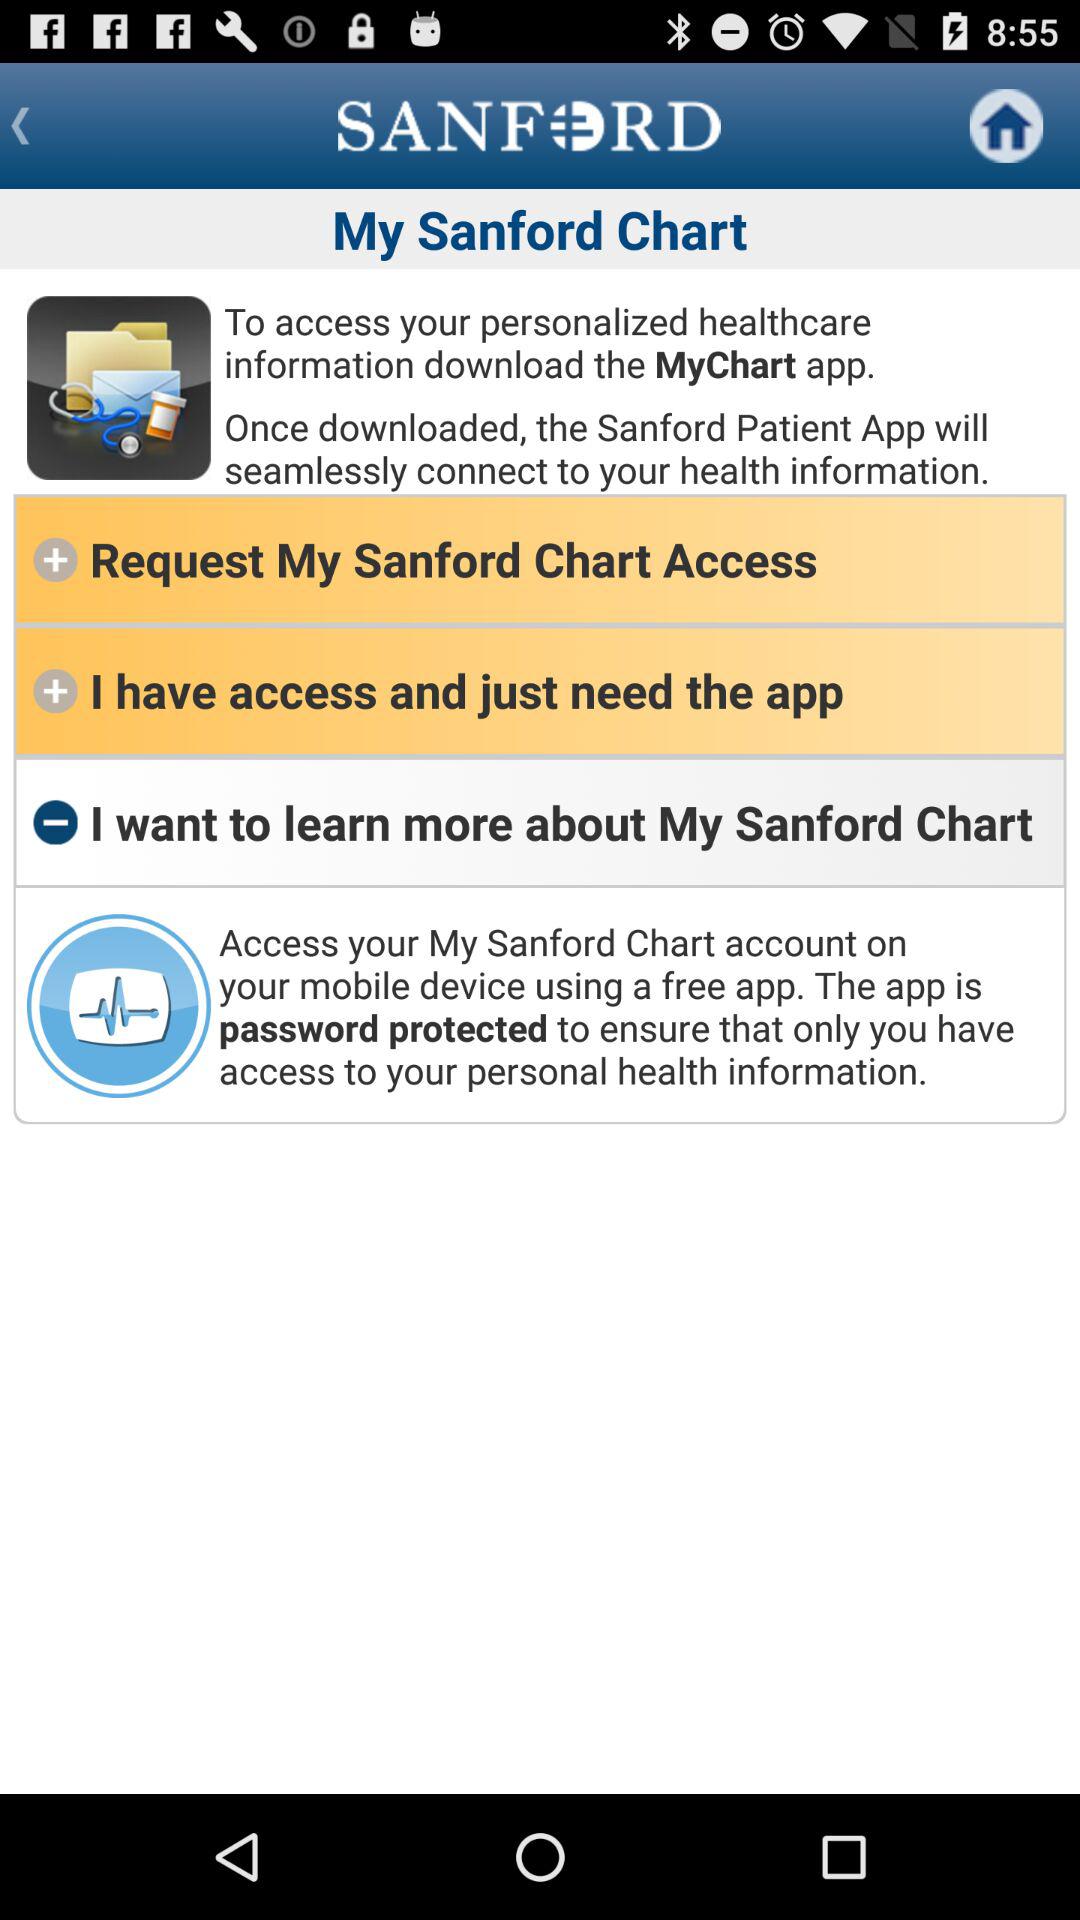 8:55
SANFORD
My Sanford Chart
To access your personalized healthcare
information download the MyChart app.
Once downloaded, the Sanford Patient App will
seamlessly connect to your health information.
Request My Sanford Chart Access
I have access and just need the app
I want to learn more about My Sanford Chart
Access your My Sanford Chart account on
your mobile device using a free app. The app is
password protected to ensure that only you have
access to your personal health information.